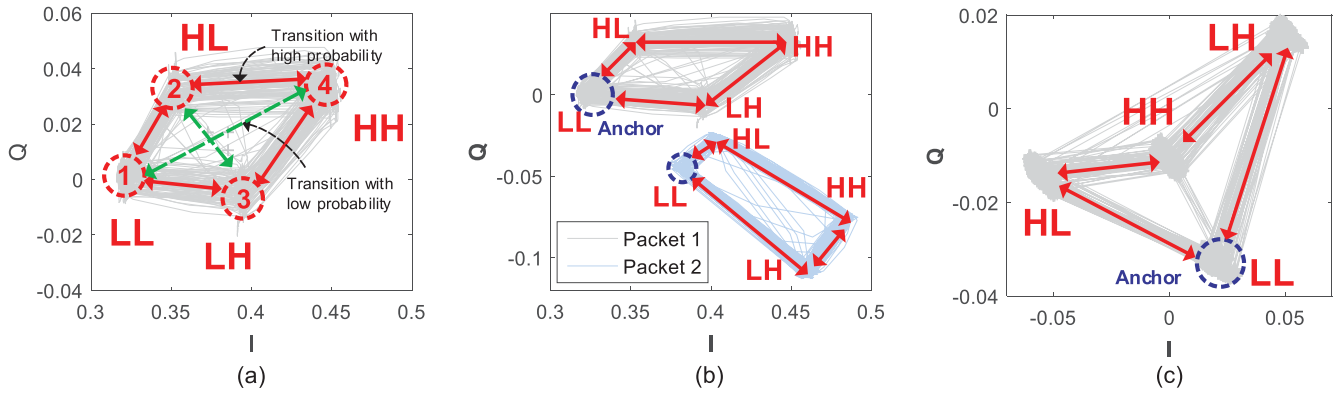 0.06
0.04
0.02
0
-0.02
-0.04
0.3
0.35
0.4
0.45
0.5
Q
I
HL
Transition with
high probability
2
4
HH
1
3
Transition with
low probability
LL
LH
(a)
0
-0.05
-0.1
0.3
0.35
0.4
0.45
0.5
Q
I
HL
HH
LH
LL
Anchor
HL
HH
LL
LH
Packet 1
Packet 2
(b)
0.02
0
-0.02
-0.04
-0.05
0
0.05
Q
I
LH
HH
HL
Anchor
LL
(c)